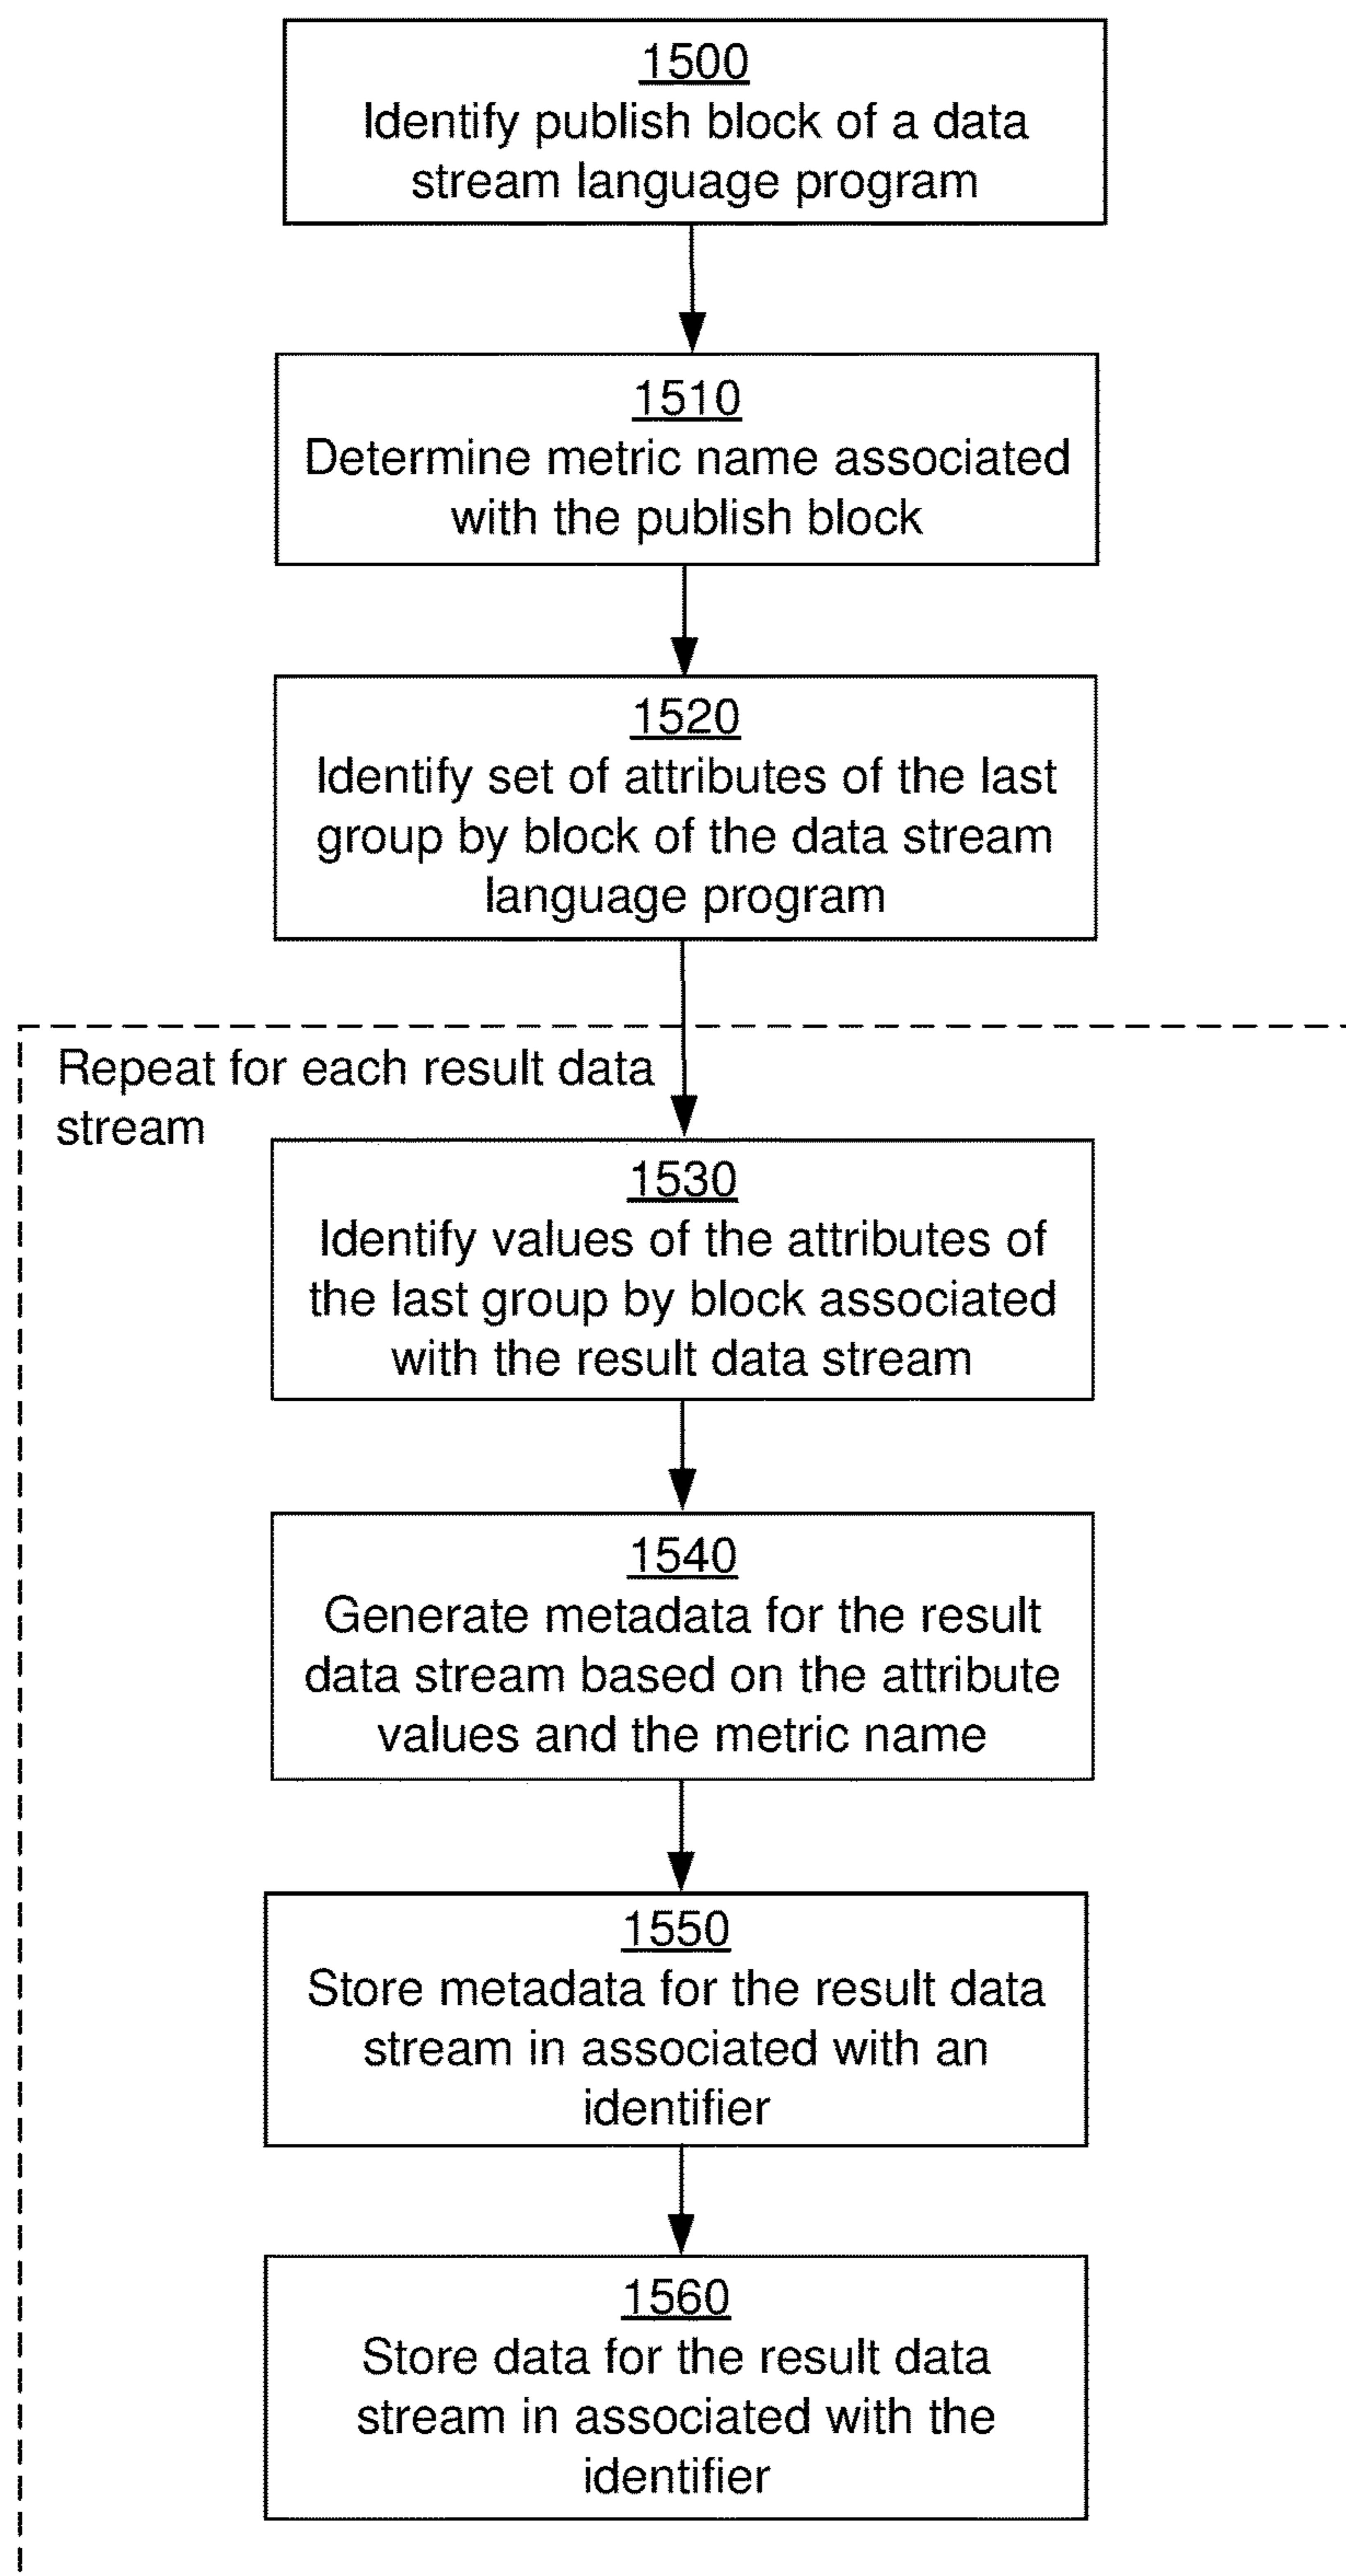 1500
Identify publish block of a data
stream language program
1510
Determine metric name associated
with the publish block
1520
Identify set of attributes of the last
group by block of the data stream
language program
Repeat for each result data
stream
1530
Identify values of the attributes of
the last group by block associated
with the result data stream
1540
Generate metadata for the result
data stream based on the attribute
values and the metric name
1550
Store metadata for the result data
stream in associated with an
identifier
1560
Store data for the result data
stream in associated with the
identifier